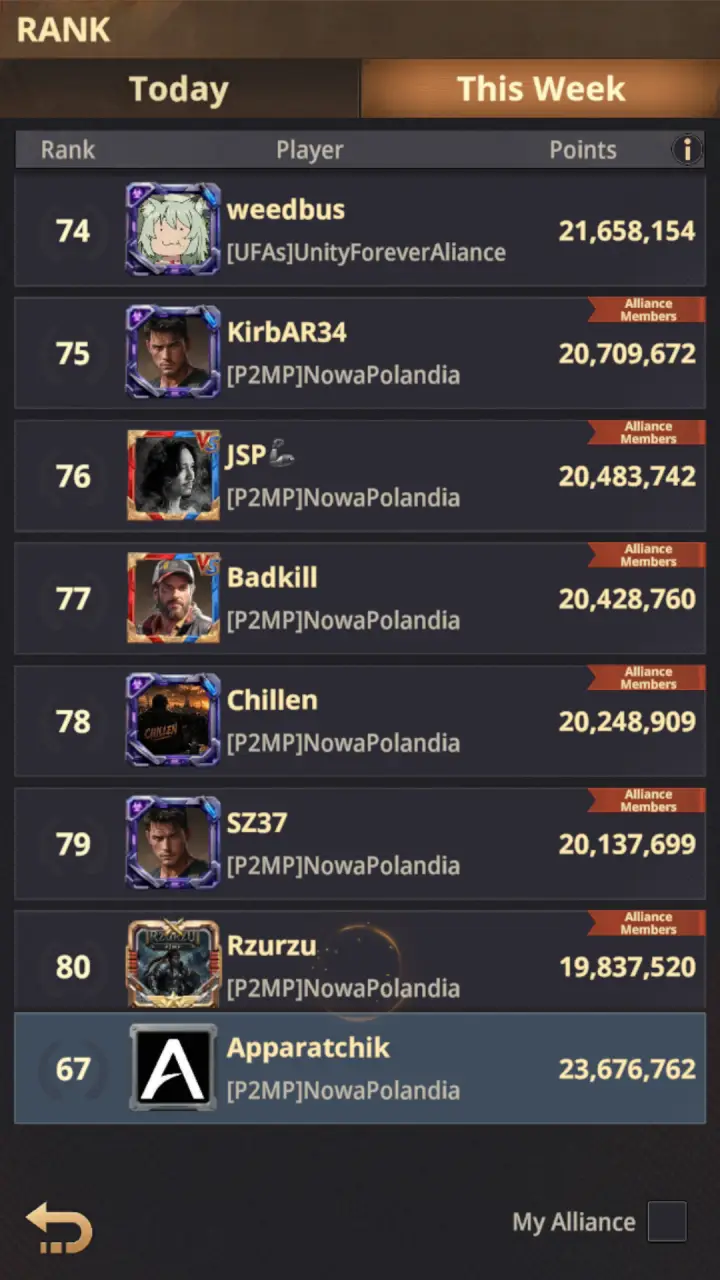 RANK
Today
This Week
Rank Player Points i
74
weedbus
[UFAs]UnityForeverAliance
21,658,154
Alliance
Members
75
KirbAR34
[P2MP]NowaPolandia
20,709,672
Alliance
Members
76
JSP🦾
[P2MP]NowaPolandia
20,483,742
VS
Alliance
Members
77
Badkill
[P2MP]NowaPolandia
20,428,760
VS
Alliance
Members
78
CHILLEN
Chillen
[P2MP]NowaPolandia
20,248,909
Alliance
Members
79
SZ37
[P2MP]NowaPolandia
20,137,699
Alliance
Members
80
RZURZU
Rzurzu
[P2MP]NowaPolandia
19,837,520
67
A
Apparatchik
[P2MP]NowaPolandia
23,676,762
My Alliance